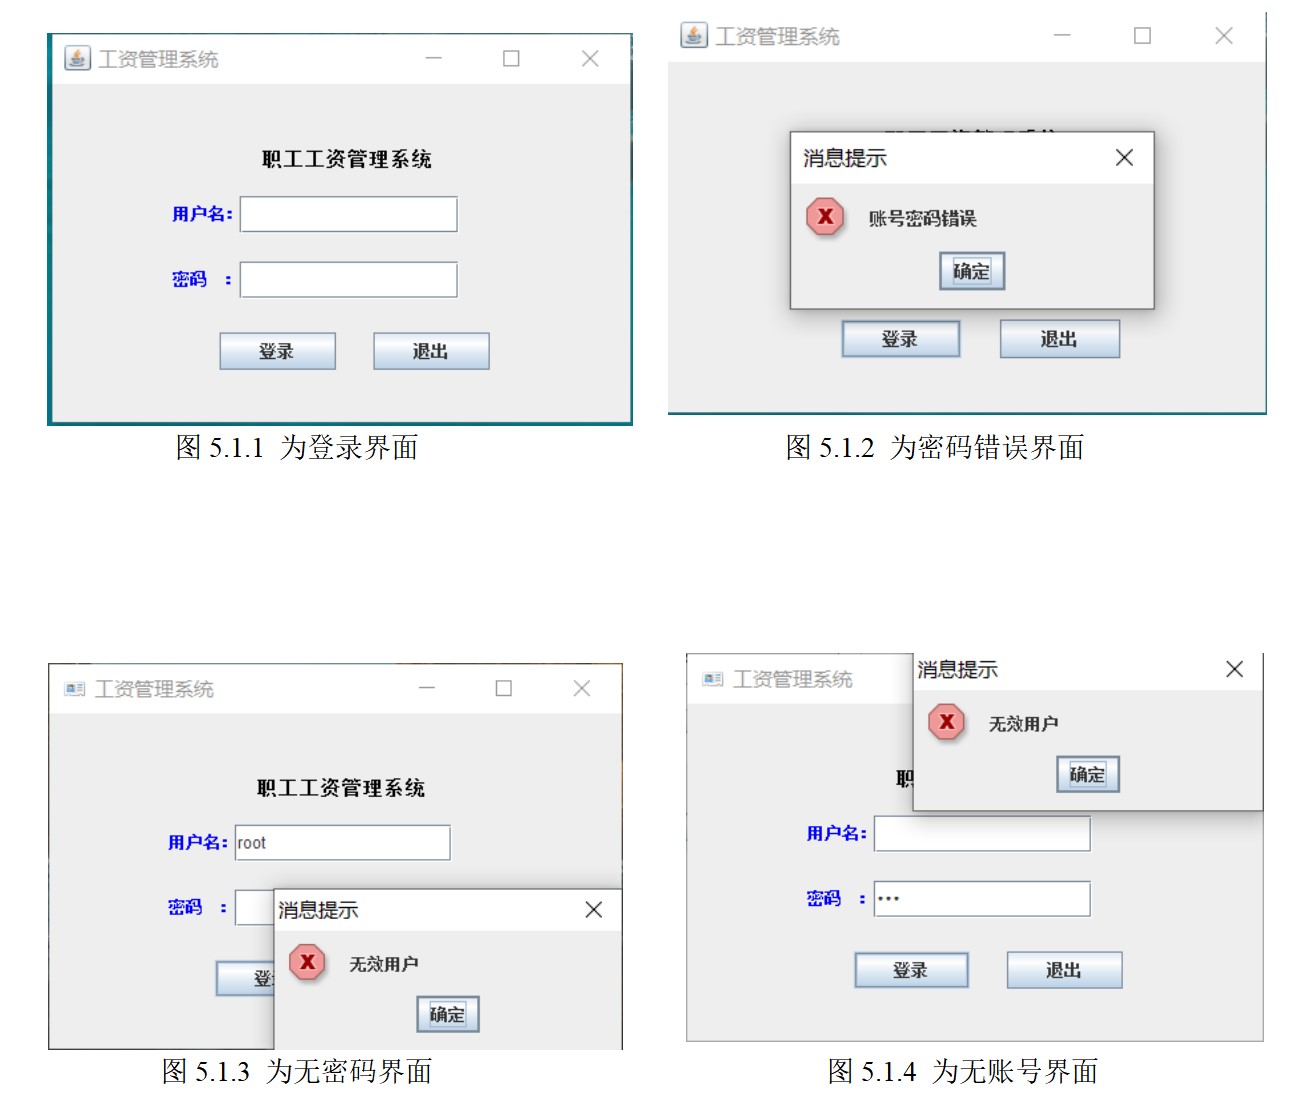 工资管理系统
职工工资管理系统
用户名:
密码 :
登录 退出
图 5.1.1 为登录界面
工资管理系统
消息提示
账号密码错误
确定
登录 退出
图 5.1.2 为密码错误界面
工资管理系统
职工工资管理系统
用户名: root
密码 :
消息提示
无效用户
确定
图 5.1.3 为无密码界面
工资管理系统
消息提示
无效用户
确定
职
用户名:
密码 : •••
登录 退出
图 5.1.4 为无账号界面